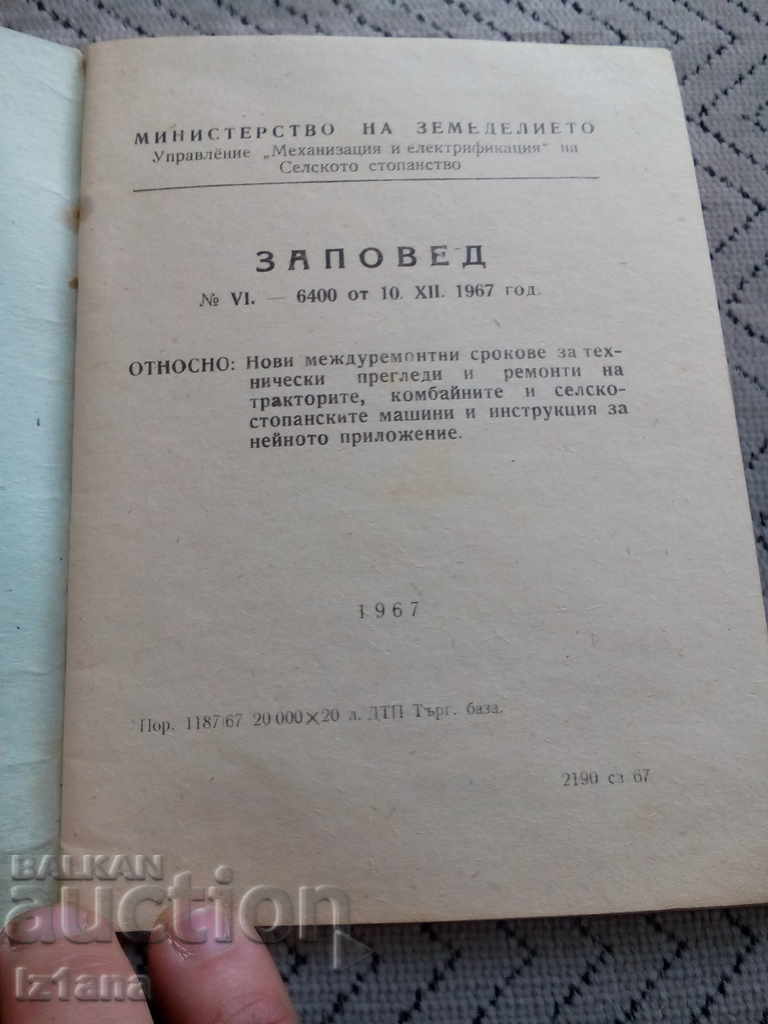 МИНИСТЕРСТВО НА ЗЕМЕДЕЛИЕТО
Управление „Механизация и електрификация“ на
Селското стопанство
ЗАПОВЕД
№ VI. — 6400 от 10. XII. 1967 год.
ОТНОСНО: Нови междуремонтни срокове за тех-
нически прегледи и ремонти на
тракторите, комбайните и селско-
стопанските машини и инструкция за
нейното приложение.
1967
Пор. 1187/67 20 000×20 л. ДТП Търг. база.
2190 сз 67
BALKAN
auction
iz1ana